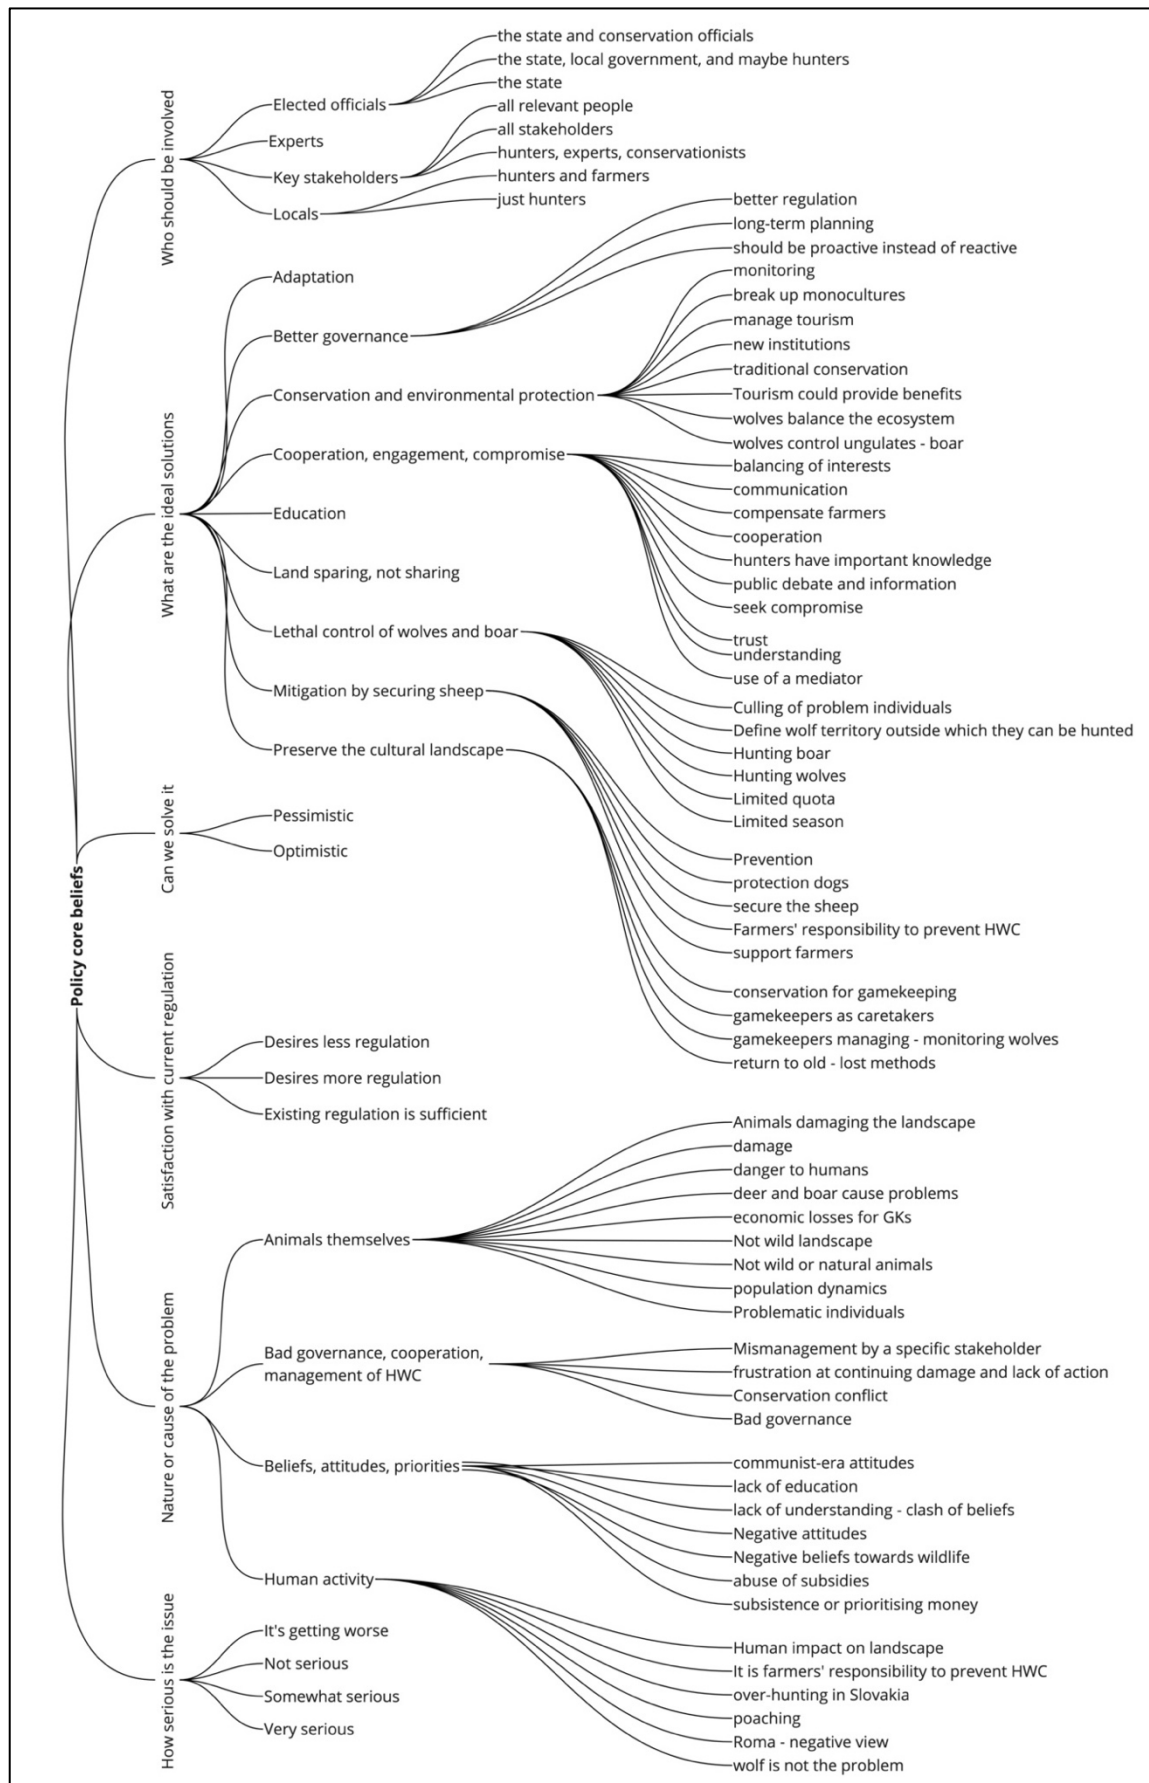 Policy core beliefs
Who should be involved
Elected officials
the state and conservation officials
the state, local government, and maybe hunters
the state
Experts
Key stakeholders
all relevant people
all stakeholders
hunters, experts, conservationists
Locals
hunters and farmers
just hunters
What are the ideal solutions
Adaptation
Better governance
better regulation
long-term planning
should be proactive instead of reactive
Conservation and environmental protection
monitoring
break up monocultures
manage tourism
new institutions
traditional conservation
Tourism could provide benefits
wolves balance the ecosystem
wolves control ungulates - boar
Cooperation, engagement, compromise
balancing of interests
communication
compensate farmers
cooperation
hunters have important knowledge
public debate and information
seek compromise
trust
understanding
use of a mediator
Education
Land sparing, not sharing
Lethal control of wolves and boar
Culling of problem individuals
Define wolf territory outside which they can be hunted
Hunting boar
Hunting wolves
Limited quota
Limited season
Mitigation by securing sheep
Prevention
protection dogs
secure the sheep
Farmers' responsibility to prevent HWC
support farmers
Preserve the cultural landscape
conservation for gamekeeping
gamekeepers as caretakers
gamekeepers managing - monitoring wolves
return to old - lost methods
Can we solve it
Pessimistic
Optimistic
Satisfaction with current regulation
Desires less regulation
Desires more regulation
Existing regulation is sufficient
Nature or cause of the problem
Animals themselves
Animals damaging the landscape
damage
danger to humans
deer and boar cause problems
economic losses for GKs
Not wild landscape
Not wild or natural animals
population dynamics
Problematic individuals
Bad governance, cooperation,
management of HWC
Mismanagement by a specific stakeholder
frustration at continuing damage and lack of action
Conservation conflict
Bad governance
Beliefs, attitudes, priorities
communist-era attitudes
lack of education
lack of understanding - clash of beliefs
Negative attitudes
Negative beliefs towards wildlife
abuse of subsidies
subsistence or prioritising money
Human activity
Human impact on landscape
It is farmers' responsibility to prevent HWC
over-hunting in Slovakia
poaching
Roma - negative view
wolf is not the problem
How serious is the issue
It's getting worse
Not serious
Somewhat serious
Very serious